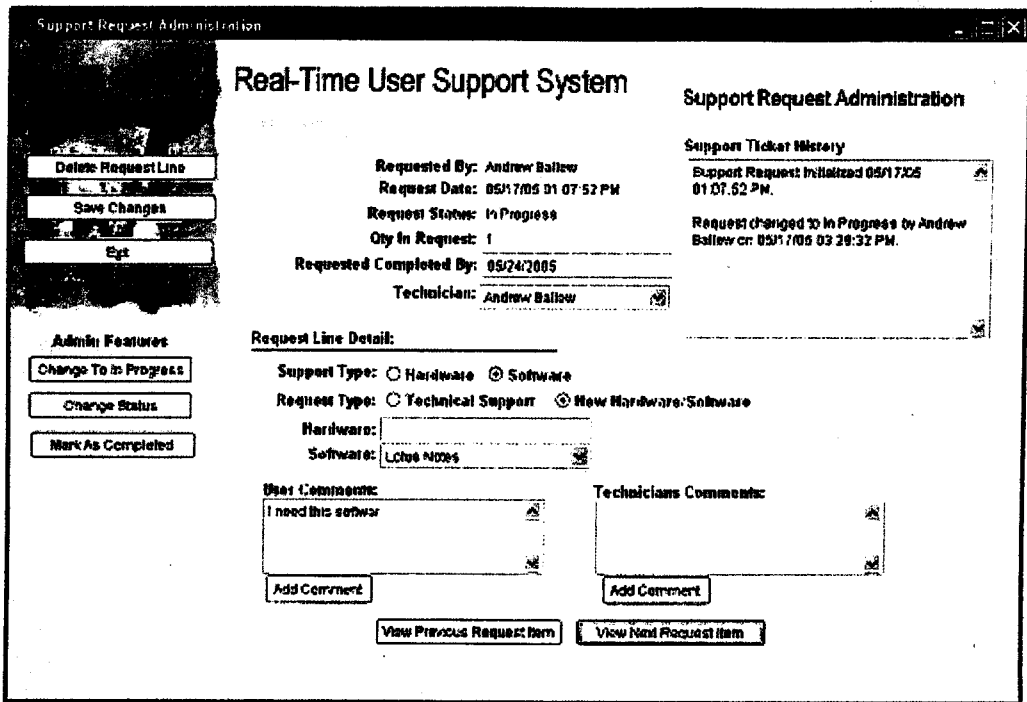 Support Request Administration
Real-Time User Support System
Support Request Administration
Delete Request Line
Save Changes
Exit
Requested By: Andrew Ballew
Request Date: 05/17/05 01:07:52 PM
Request Status: In Progress
Qty In Request: 1
Requested Completed By: 05/24/2005
Technician: Andrew Ballew
Support Ticket History
Support Request Initialized 05/17/05
01:07:52 PM.
Request changed to In Progress by Andrew
Ballew on 05/17/05 03:29:32 PM.
Admin Features
Change To In Progress
Change Status
Mark As Completed
Request Line Detail:
Support Type: Hardware Software
Request Type: Technical Support New Hardware/Software
Hardware:
Software: Lotus Notes
User Comments:
I need this softwar
Add Comment
Technicians Comments:
Add Comment
View Previous Request Item
View Next Request Item